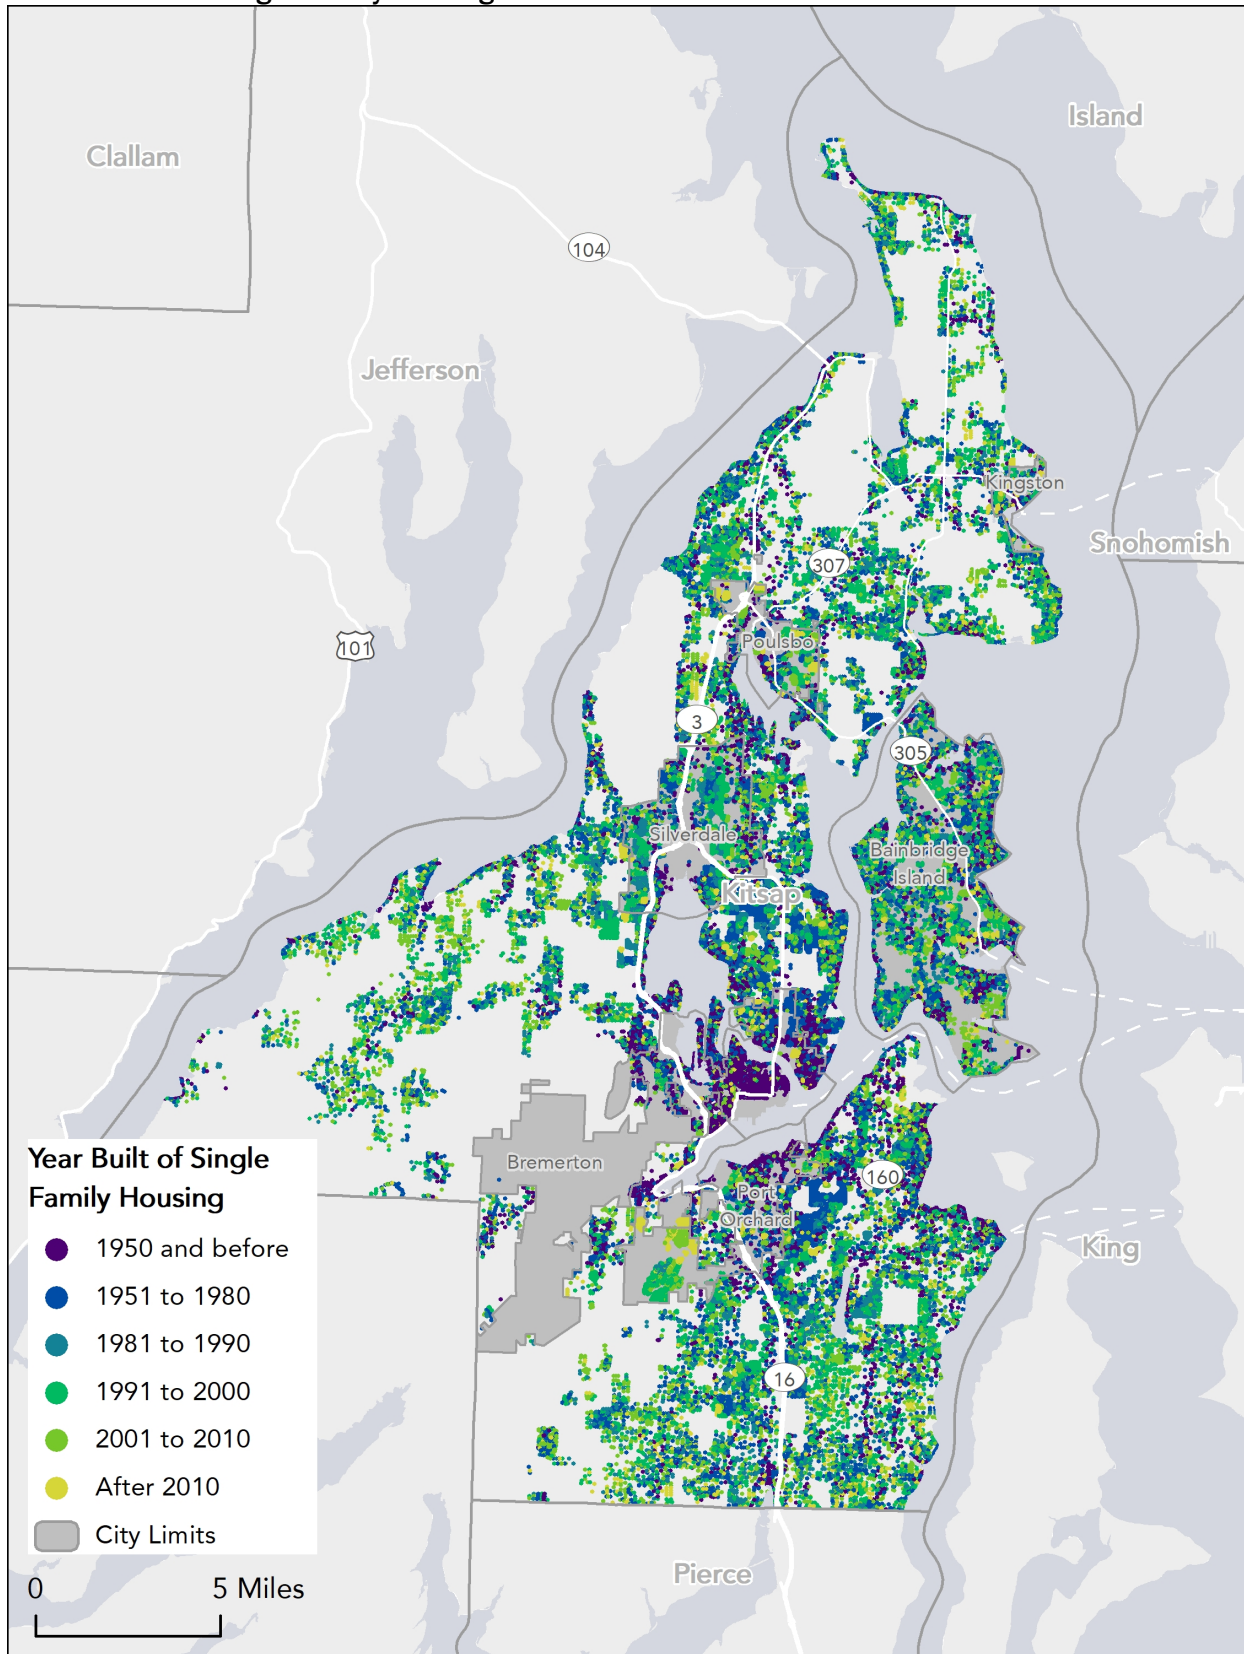 Clallam
Island
104
Jefferson
Kingston
Snohomish
307
101
Poulsbo
3
305
Silverdale
Bainbridge
Island
Kitsap
Bremerton
160
Port
Orchard
King
16
Pierce
Year Built of Single
Family Housing
1950 and before
1951 to 1980
1981 to 1990
1991 to 2000
2001 to 2010
After 2010
City Limits
0 5 Miles